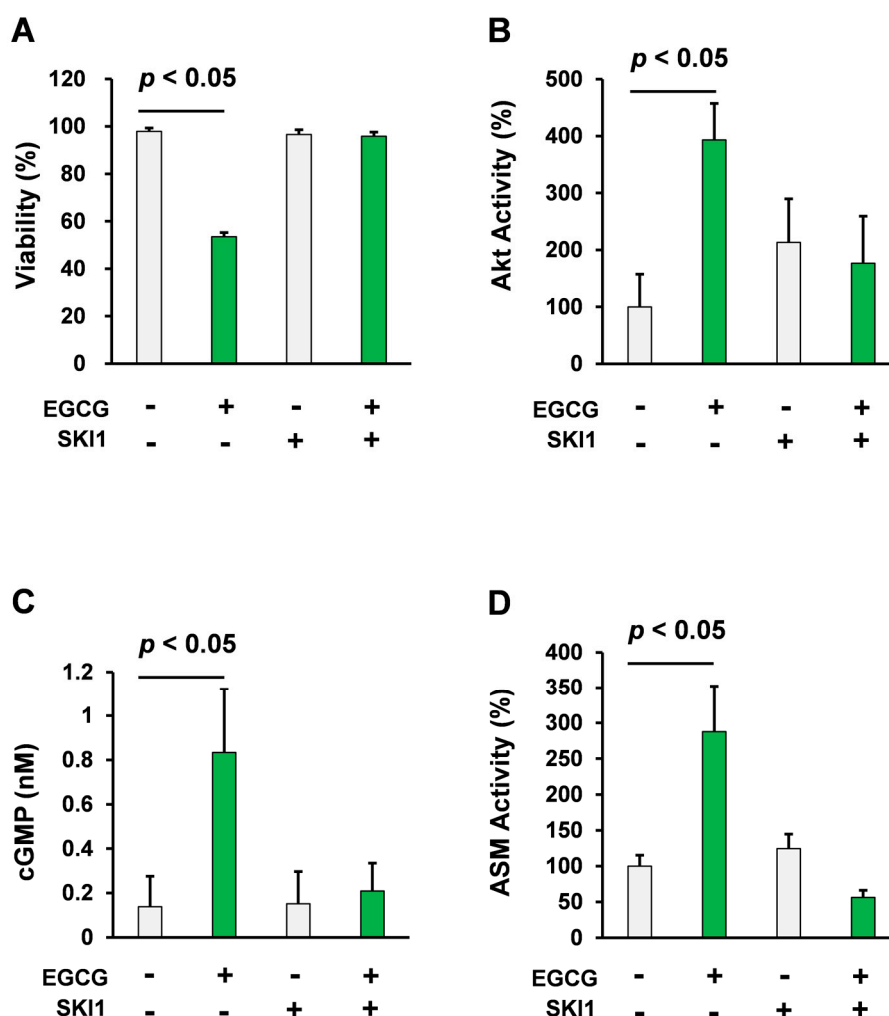 A
p < 0.05
Viability (%)
120
100
80
60
40
20
0
EGCG - + - +
SKI1 - - + +
B
p < 0.05
Akt Activity (%)
500
400
300
200
100
0
EGCG - + - +
SKI1 - - + +
C
p < 0.05
cGMP (nM)
1.2
1
0.8
0.6
0.4
0.2
0
EGCG - + - +
SKI1 - - + +
D
p < 0.05
ASM Activity (%)
400
350
300
250
200
150
100
50
0
EGCG - + - +
SKI1 - - + +